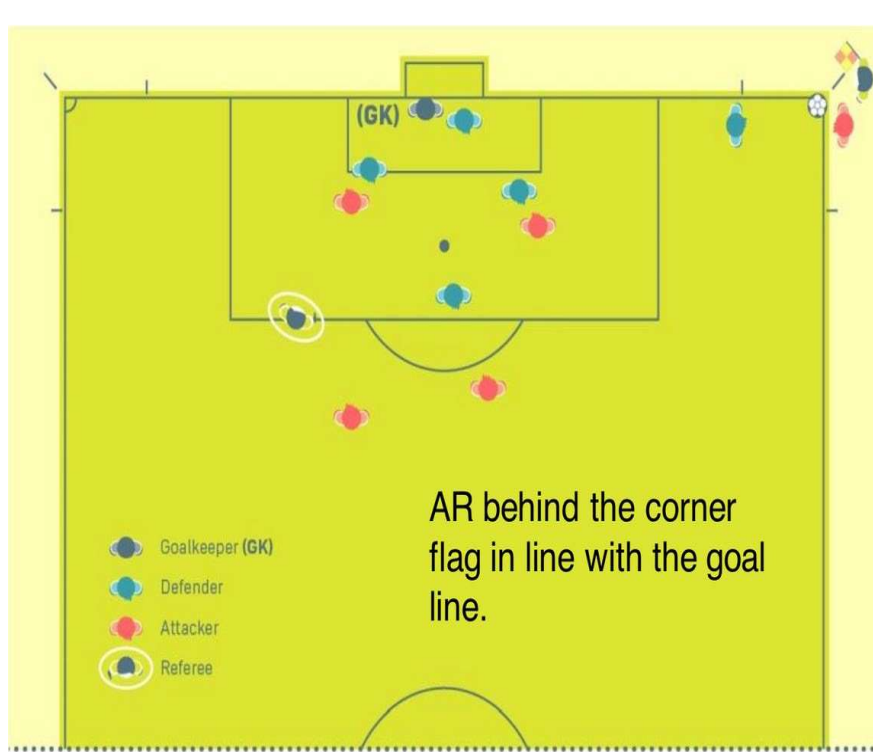 (GK)
AR behind the corner
flag in line with the goal
line.
Goalkeeper (GK)
Defender
Attacker
Referee